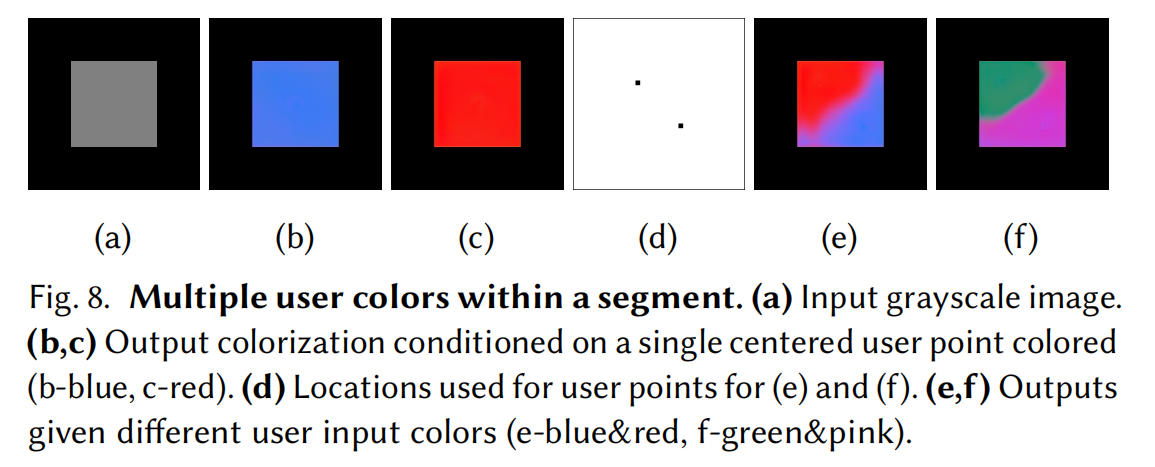 (a) (b) (c) (d) (e) (f)
Fig. 8. Multiple user colors within a segment. (a) Input grayscale image.
(b,c) Output colorization conditioned on a single centered user point colored
(b-blue, c-red). (d) Locations used for user points for (e) and (f). (e,f) Outputs
given different user input colors (e-blue&red, f-green&pink).